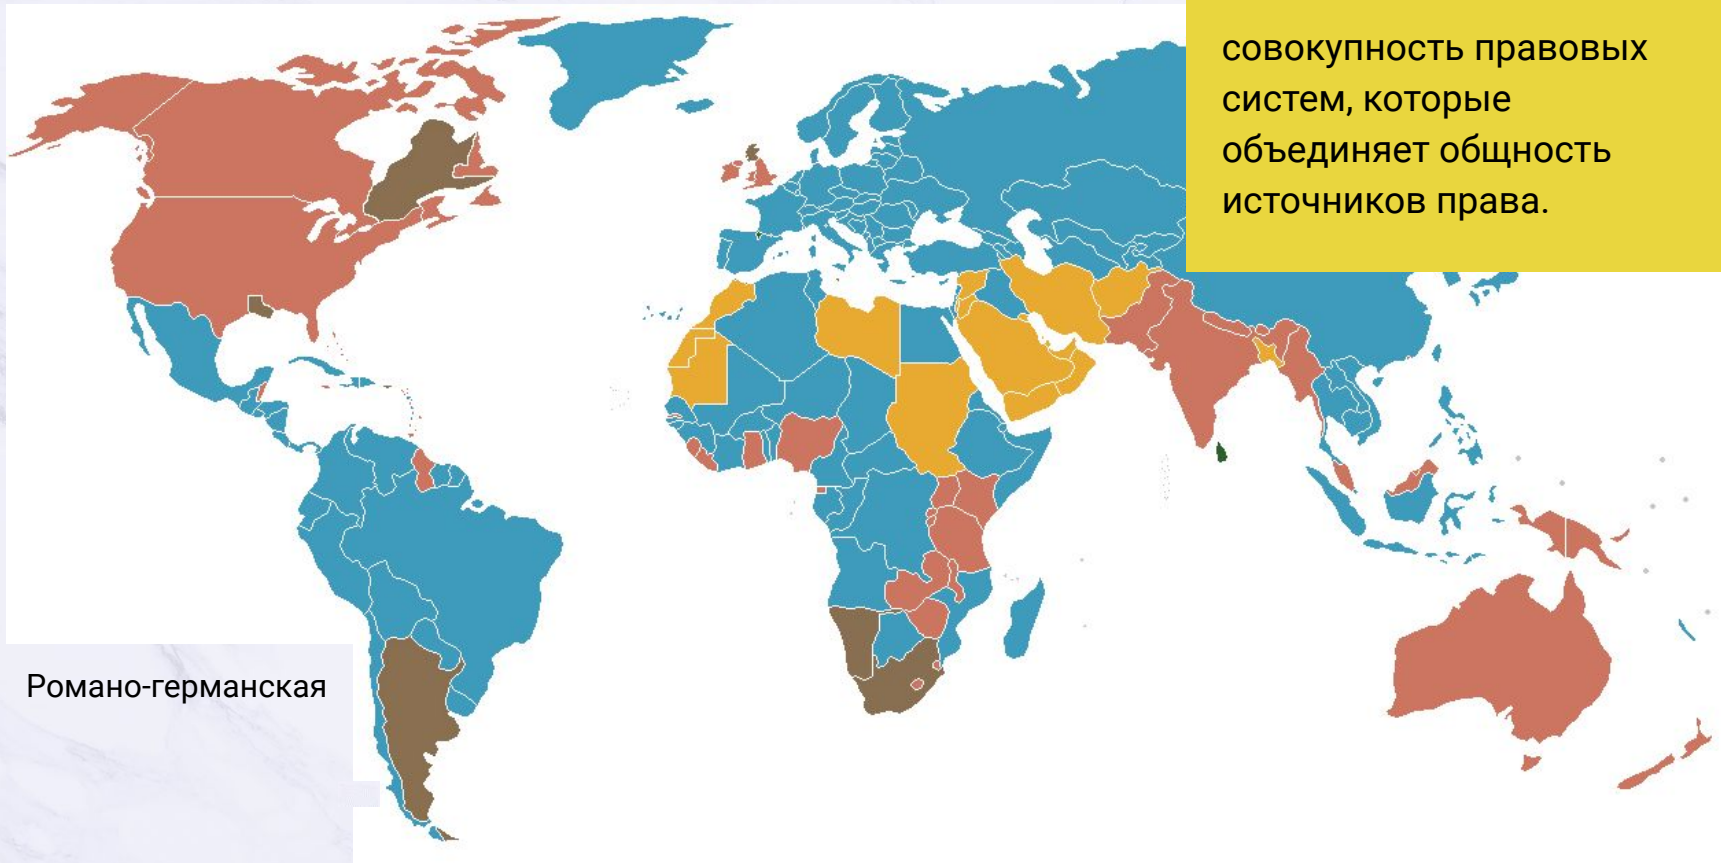 совокупность правовых
систем, которые
объединяет общность
источников права.
Романо-германская